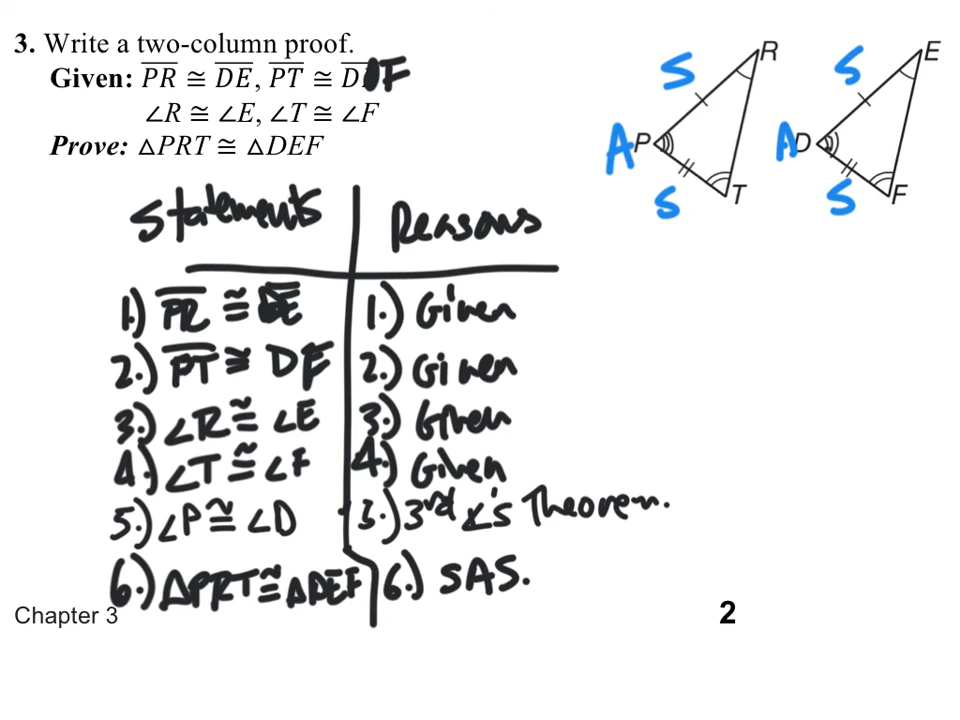 3. Write a two-column proof.
Given: PR ≅ DE, PT ≅ DF
∠R ≅ ∠E, ∠T ≅ ∠F
Prove: △PRT ≅ △DEF
S R S E
A P A D
S T S F
Statements Reasons
1.) PR ≅ DE 1.) Given
2.) PT ≅ DF 2.) Given
3.) ∠R ≅ ∠E 3.) Given
4.) ∠T ≅ ∠F 4.) Given
5.) ∠P ≅ ∠D 5.) 3rd ∠'s Theorem.
6.) △PRT ≅ △DEF 6.) SAS.
Chapter 3 2